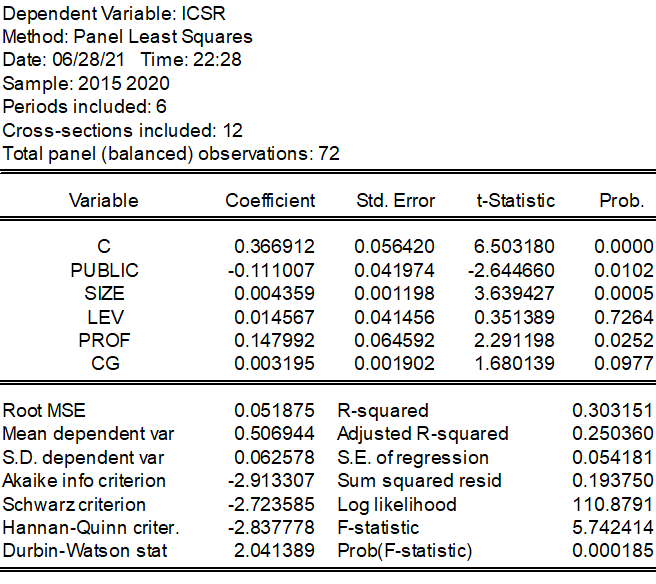 Dependent Variable: ICSR
Method: Panel Least Squares
Date: 06/28/21 Time: 22:28
Sample: 2015 2020
Periods included: 6
Cross-sections included: 12
Total panel (balanced) observations: 72
Variable Coefficient Std. Error t-Statistic Prob.
C 0.366912 0.056420 6.503180 0.0000
PUBLIC -0.111007 0.041974 -2.644660 0.0102
SIZE 0.004359 0.001198 3.639427 0.0005
LEV 0.014567 0.041456 0.351389 0.7264
PROF 0.147992 0.064592 2.291198 0.0252
CG 0.003195 0.001902 1.680139 0.0977
Root MSE 0.051875 R-squared 0.303151
Mean dependent var 0.506944 Adjusted R-squared 0.250360
S.D. dependent var 0.062578 S.E. of regression 0.054181
Akaike info criterion -2.913307 Sum squared resid 0.193750
Schwarz criterion -2.723585 Log likelihood 110.8791
Hannan-Quinn criter. -2.837778 F-statistic 5.742414
Durbin-Watson stat 2.041389 Prob(F-statistic) 0.000185